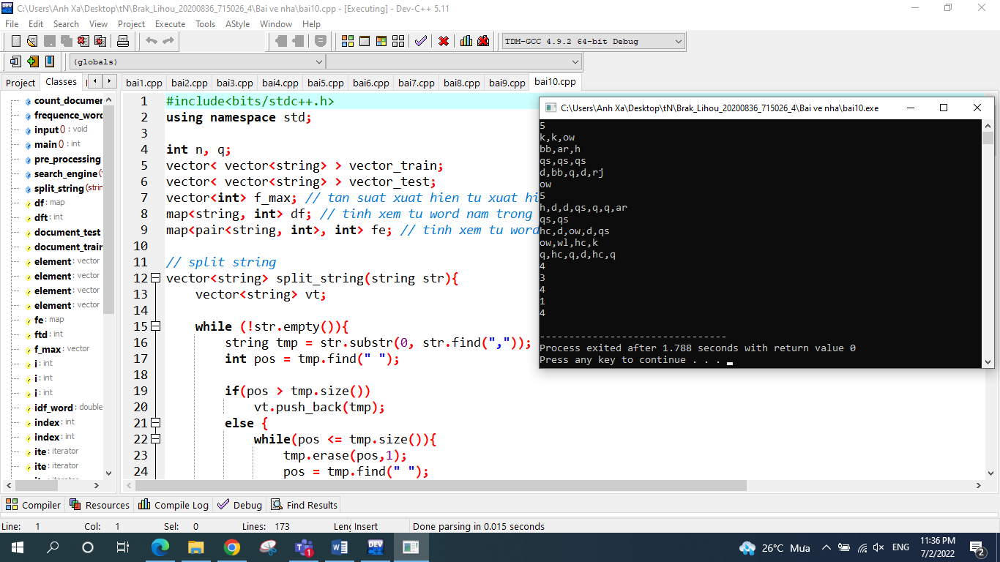 C:\Users\Anh Xa\Desktop\tN\Brak_Lihou_20200836_715026_4\Bai ve nha\bai10.cpp - [Executing] - Dev-C++ 5.11
File Edit Search View Project Execute Tools AStyle Window Help
TDM-GCC 4.9.2 64-bit Debug
(globals)
Project Classes
bai1.cpp bai2.cpp bai3.cpp bai4.cpp bai5.cpp bai6.cpp bai7.cpp bai8.cpp bai9.cpp bai10.cpp
count_documen
frequence_word
input () : void
main () : int
pre_processing
search_engine (
split_string (strin
df : map
dft : int
document_test
document_train
element : vector
element : vector
element : vector
element : vector
fe : map
ftd : int
f_max : vector
i : int
i : int
i : int
idf_word : double
index : int
index : int
ite : iterator
ite : iterator
1 #include<bits/stdc++.h>
2 using namespace std;
3
4 int n, q;
5 vector< vector<string> > vector_train;
6 vector< vector<string> > vector_test;
7 vector<int> f_max; // tan suat xuat hien tu xuat hi
8 map<string, int> df; // tinh xem tu word nam trong
9 map<pair<string, int>, int> fe; // tinh xem tu word
10
11 // split string
12 vector<string> split_string(string str){
13 vector<string> vt;
14
15 while (!str.empty()){
16 string tmp = str.substr(0, str.find(","));
17 int pos = tmp.find(" ");
18
19 if(pos > tmp.size())
20 vt.push_back(tmp);
21 else {
22 while(pos <= tmp.size()){
23 tmp.erase(pos,1);
24 pos = tmp.find(" ");
C:\Users\Anh Xa\Desktop\tN\Brak_Lihou_20200836_715026_4\Bai ve nha\bai10.exe
5
k,k,ow
bb,ar,h
qs,qs,qs
d,bb,q,d,rj
ow
5
h,d,d,qs,q,q,ar
qs,qs
hc,d,ow,d,qs
ow,wl,hc,k
q,hc,q,d,hc,q
4
3
4
1
4
--------------------------------
Process exited after 1.788 seconds with return value 0
Press any key to continue . . .
Compiler Resources Compile Log Debug Find Results
Line: 1 Col: 1 Sel: 0 Lines: 173 Leng Insert Done parsing in 0.015 seconds
26°C Mưa ENG 11:36 PM
7/2/2022